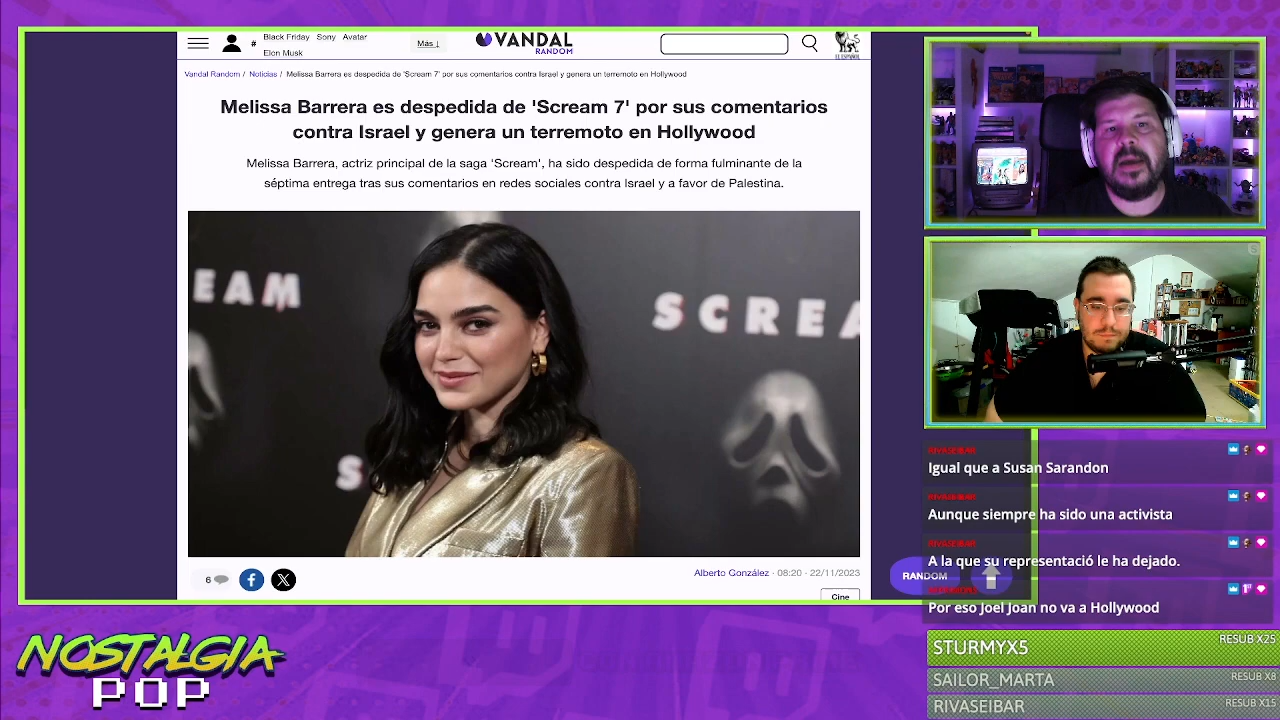 #
Black Friday Sony Avatar
Elon Musk
Más ↓
VANDAL
RANDOM
EL ESPAÑOL
Vandal Random / Noticias / Melissa Barrera es despedida de 'Scream 7' por sus comentarios contra Israel y genera un terremoto en Hollywood
Melissa Barrera es despedida de 'Scream 7' por sus comentarios
contra Israel y genera un terremoto en Hollywood
Melissa Barrera, actriz principal de la saga 'Scream', ha sido despedida de forma fulminante de la
séptima entrega tras sus comentarios en redes sociales contra Israel y a favor de Palestina.
EAM
SCREA
S
6
Alberto González · 08:20 · 22/11/2023
Cine
RANDOM
RIVASEIBAR
Igual que a Susan Sarandon
RIVASEIBAR
Aunque siempre ha sido una activista
RIVASEIBAR
A la que su representació le ha dejado.
Por eso Joel Joan no va a Hollywood
STURMYX5 RESUB X25
SAILOR_MARTA RESUB X8
RIVASEIBAR RESUB X15
NOSTALGIA
POP